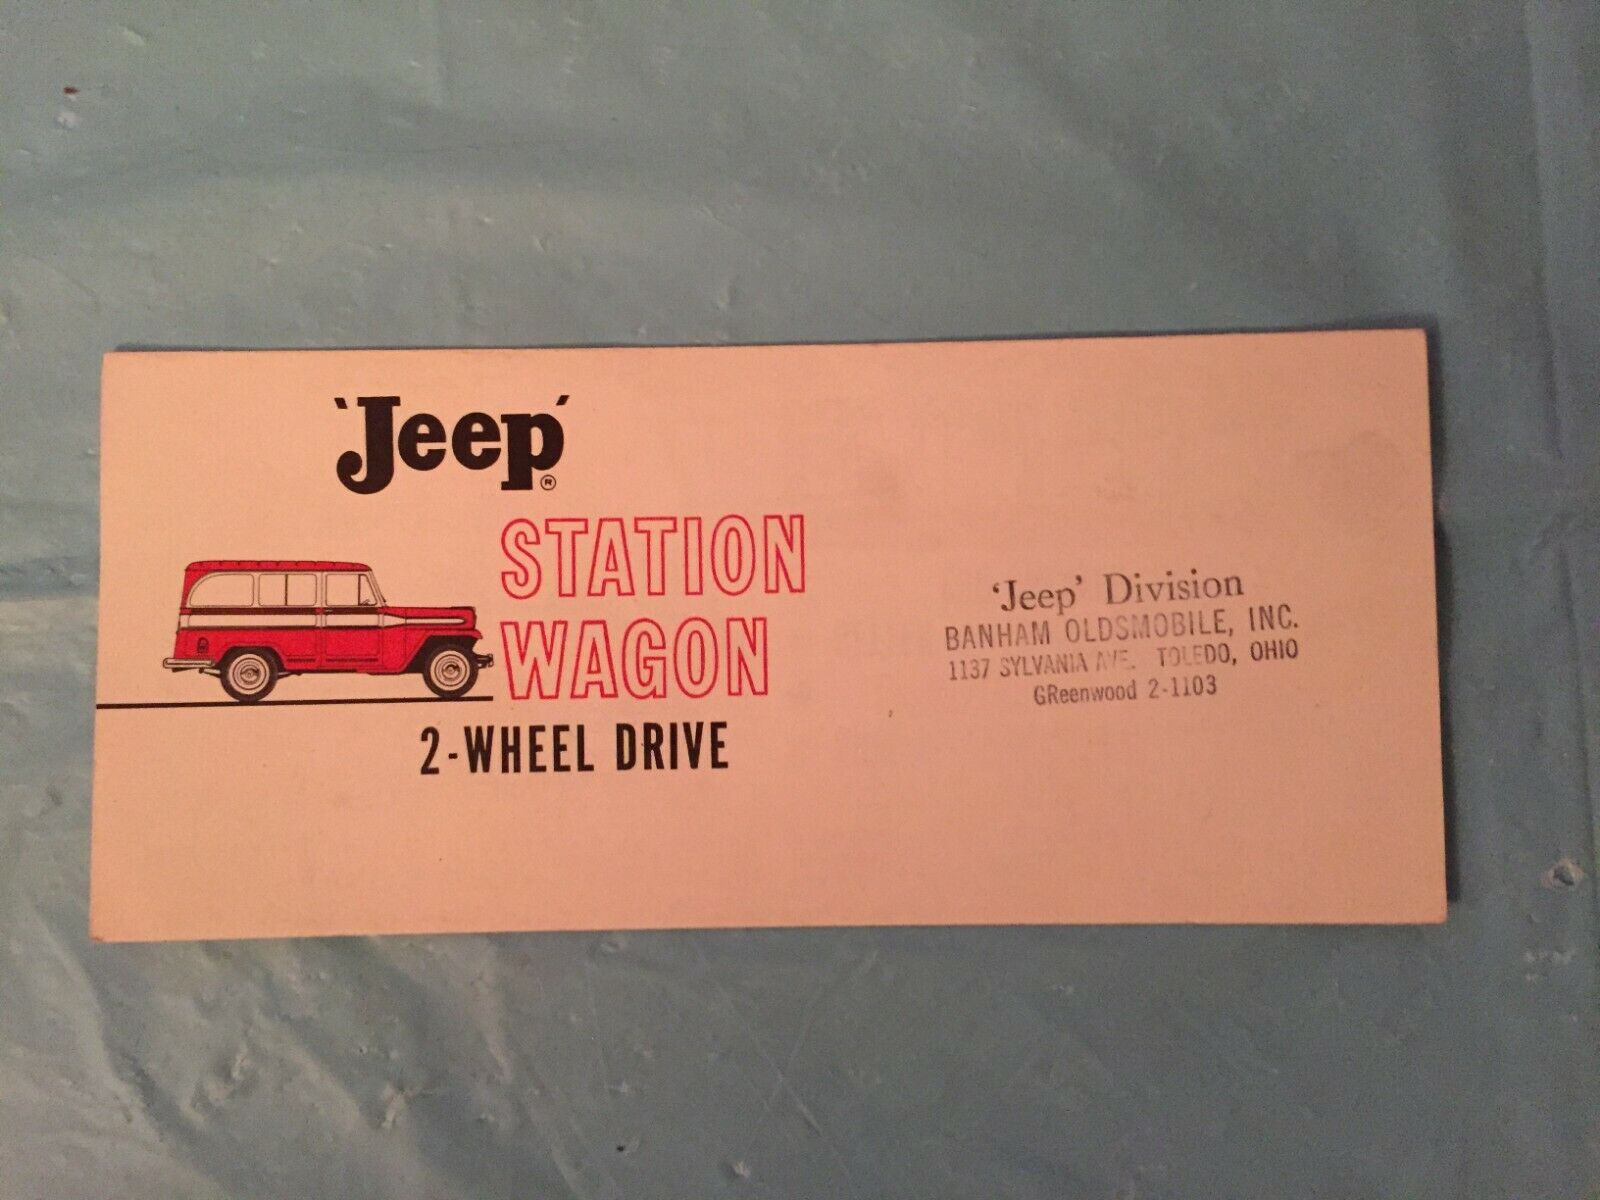 'Jeep'®
STATION
WAGON
2-WHEEL DRIVE
'Jeep' Division
BANHAM OLDSMOBILE, INC.
1137 SYLVANIA AVE. TOLEDO, OHIO
GReenwood 2-1103